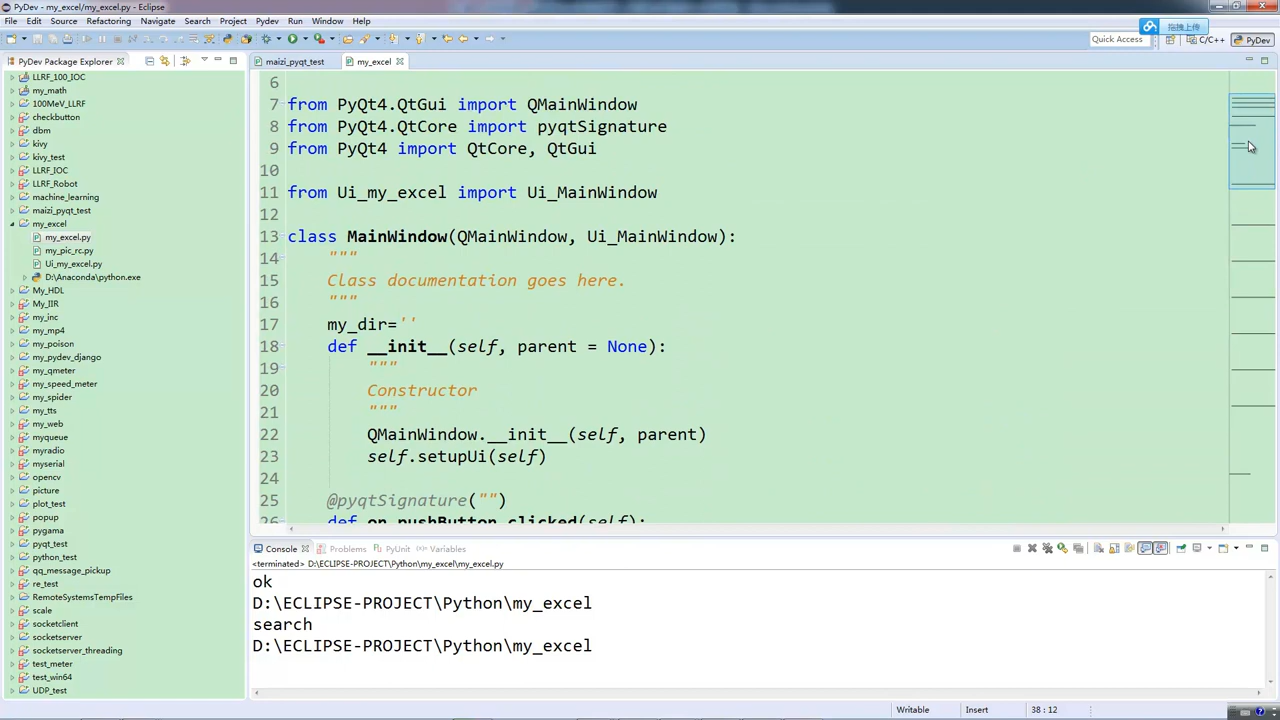 PyDev - my_excel/my_excel.py - Eclipse
File Edit Source Refactoring Navigate Search Project Pydev Run Window Help
拖拽上传
Quick Access
C/C++
PyDev
PyDev Package Explorer
LLRF_100_IOC
my_math
100MeV_LLRF
checkbutton
dbm
kivy
kivy_test
LLRF_IOC
LLRF_Robot
machine_learning
maizi_pyqt_test
my_excel
my_excel.py
my_pic_rc.py
Ui_my_excel.py
D:\Anaconda\python.exe
My_HDL
My_IIR
my_inc
my_mp4
my_poison
my_pydev_django
my_qmeter
my_speed_meter
my_spider
my_tts
my_web
myqueue
myradio
myserial
opencv
picture
plot_test
popup
pygama
pyqt_test
python_test
qq_message_pickup
re_test
RemoteSystemsTempFiles
scale
socketclient
socketserver
socketserver_threading
test_meter
test_win64
UDP_test
maizi_pyqt_test my_excel
6
7 from PyQt4.QtGui import QMainWindow
8 from PyQt4.QtCore import pyqtSignature
9 from PyQt4 import QtCore, QtGui
10
11 from Ui_my_excel import Ui_MainWindow
12
13 class MainWindow(QMainWindow, Ui_MainWindow):
14 """
15 Class documentation goes here.
16 """
17 my_dir=''
18 def __init__(self, parent = None):
19 """
20 Constructor
21 """
22 QMainWindow.__init__(self, parent)
23 self.setupUi(self)
24
25 @pyqtSignature("")
26 def on_pushButton_clicked(self):
Console Problems PyUnit Variables
<terminated> D:\ECLIPSE-PROJECT\Python\my_excel\my_excel.py
ok
D:\ECLIPSE-PROJECT\Python\my_excel
search
D:\ECLIPSE-PROJECT\Python\my_excel
Writable Insert 38 : 12